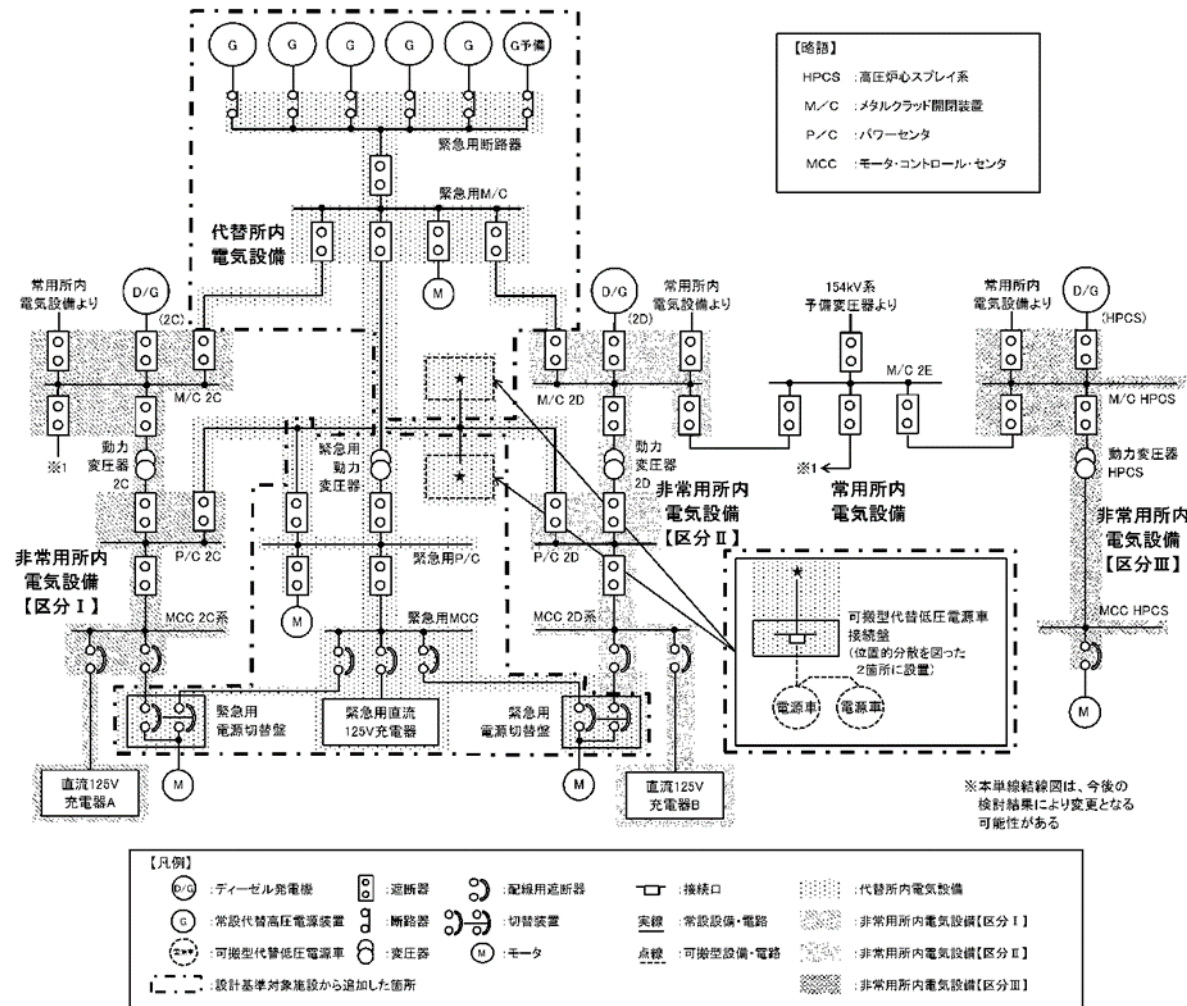 G G G G G G予備
【略語】
HPCS :高圧炉心スプレイ系
M/C :メタルクラッド開閉装置
P/C :パワーセンタ
MCC :モータ・コントロール・センタ
緊急用断路器
緊急用M/C
代替所内
電気設備
M
常用所内
電気設備より
D/G
(2C)
D/G
(2D)
常用所内
電気設備より
154kV系
予備変圧器より
常用所内
電気設備より
D/G
(HPCS)
M/C 2C
M/C 2D
M/C 2E
M/C HPCS
※1
動力
変圧器
2C
緊急用
動力
変圧器
動力
変圧器
2D
※1
常用所内
電気設備
動力変圧器
HPCS
非常用所内
電気設備
【区分Ⅱ】
非常用所内
電気設備
【区分Ⅲ】
P/C 2C
緊急用P/C
P/C 2D
非常用所内
電気設備
【区分Ⅰ】
M
MCC 2C系
緊急用MCC
MCC 2D系
MCC HPCS
可搬型代替低圧電源車
接続盤
(位置的分散を図った
2箇所に設置)
電源車 電源車
緊急用
電源切替盤
緊急用直流
125V充電器
緊急用
電源切替盤
M
M
M
直流125V
充電器A
直流125V
充電器B
※本単線結線図は、今後の
検討結果により変更となる
可能性がある
【凡例】
D/G :ディーゼル発電機 :遮断器 :配線用遮断器 :接続口 :代替所内電気設備
G :常設代替高圧電源装置 :断路器 :切替装置 実線 :常設設備・電路 :非常用所内電気設備【区分Ⅰ】
電源車 :可搬型代替低圧電源車 :変圧器 M :モータ 点線 :可搬型設備・電路 :非常用所内電気設備【区分Ⅱ】
:設計基準対象施設から追加した箇所 :非常用所内電気設備【区分Ⅲ】